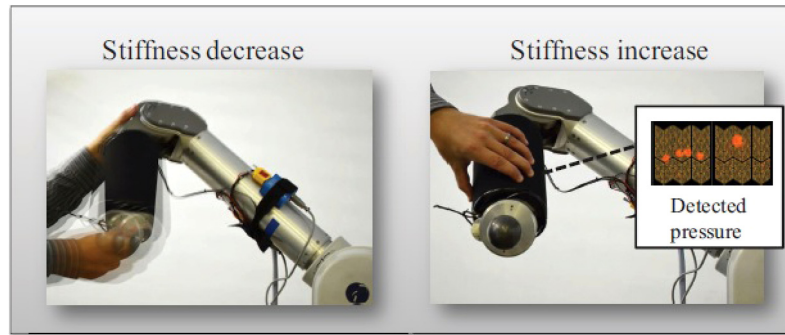 Stiffness decrease
Stiffness increase
Detected
pressure